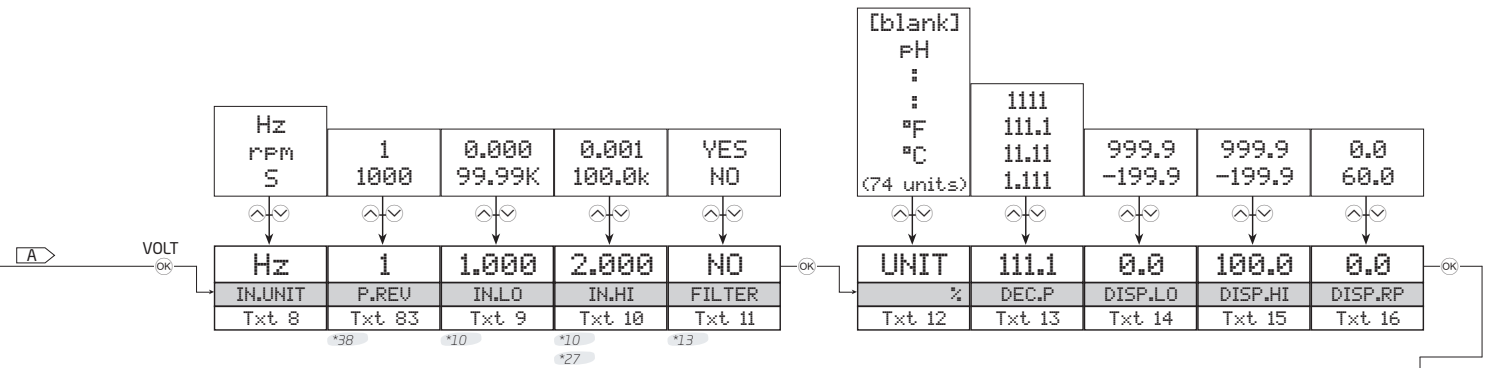 [blank]
pH
:
:
°F
°C
(74 units)
1111
111.1
11.11
1.111
Hz
rpm
S
1
1000
0.000
99.99K
0.001
100.0k
YES
NO
999.9
-199.9
999.9
-199.9
0.0
60.0
A
VOLT
OK
Hz 1 1.000 2.000 NO
IN.UNIT P.REV IN.LO IN.HI FILTER
Txt 8 Txt 83 Txt 9 Txt 10 Txt 11
*38 *10 *10 *13
*27
OK
UNIT 111.1 0.0 100.0 0.0
% DEC.P DISP.LO DISP.HI DISP.RP
Txt 12 Txt 13 Txt 14 Txt 15 Txt 16
OK